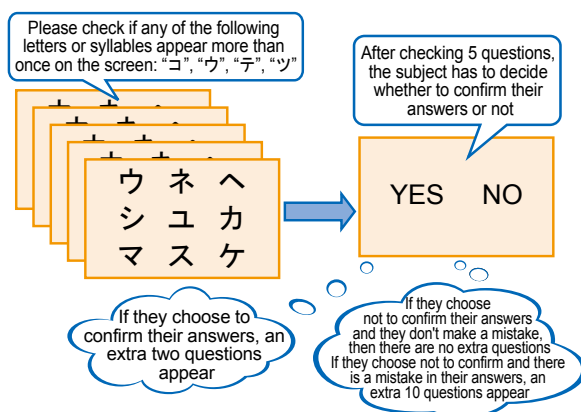 Please check if any of the following
letters or syllables appear more than
once on the screen: “コ”, “ウ”, “テ”, “ツ”
ウ ネ ヘ
シ ユ カ
マ ス ケ
After checking 5 questions,
the subject has to decide
whether to confirm their
answers or not
YES NO
If they choose to
confirm their answers, an
extra two questions
appear
If they choose
not to confirm their answers
and they don't make a mistake,
then there are no extra questions
If they choose not to confirm and there
is a mistake in their answers, an
extra 10 questions appear